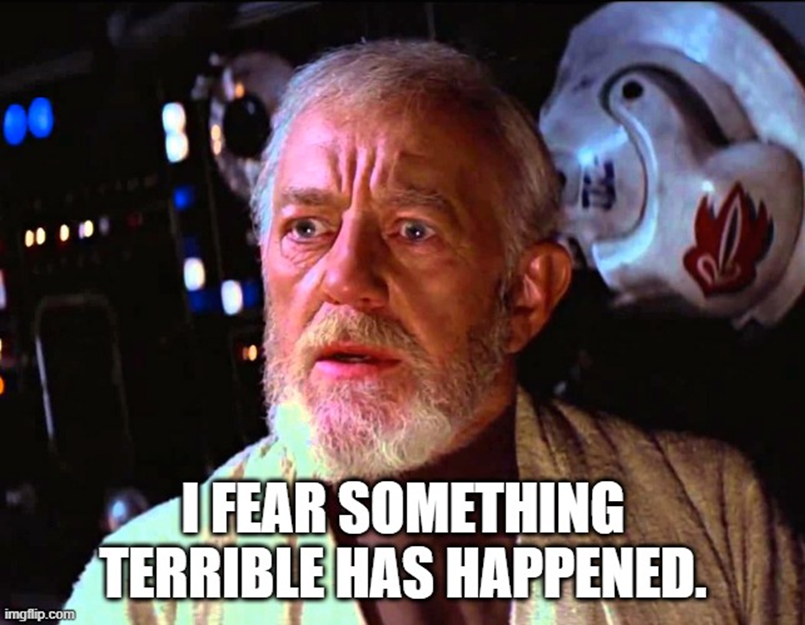 I FEAR SOMETHING
TERRIBLE HAS HAPPENED.
imgflip.com